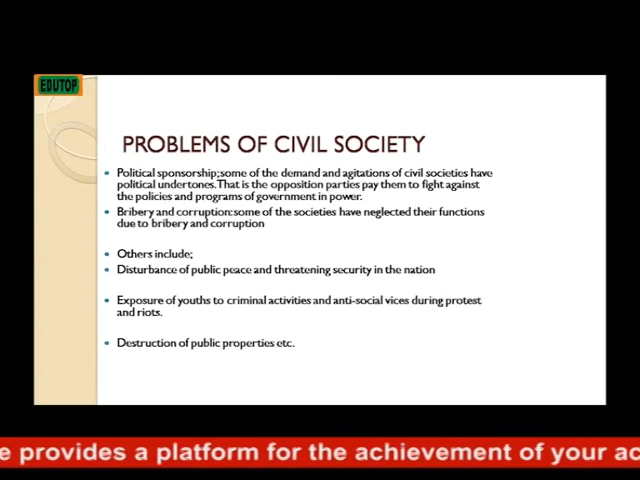 EDUTOP
PROBLEMS OF CIVIL SOCIETY
Political sponsorship;some of the demand and agitations of civil societies have
political undertones.That is the opposition parties pay them to fight against
the policies and programs of government in power.
Bribery and corruption:some of the societies have neglected their functions
due to bribery and corruption
Others include;
Disturbance of public peace and threatening security in the nation
Exposure of youths to criminal activities and anti-social vices during protest
and riots.
Destruction of public properties etc.
e provides a platform for the achievement of your ac